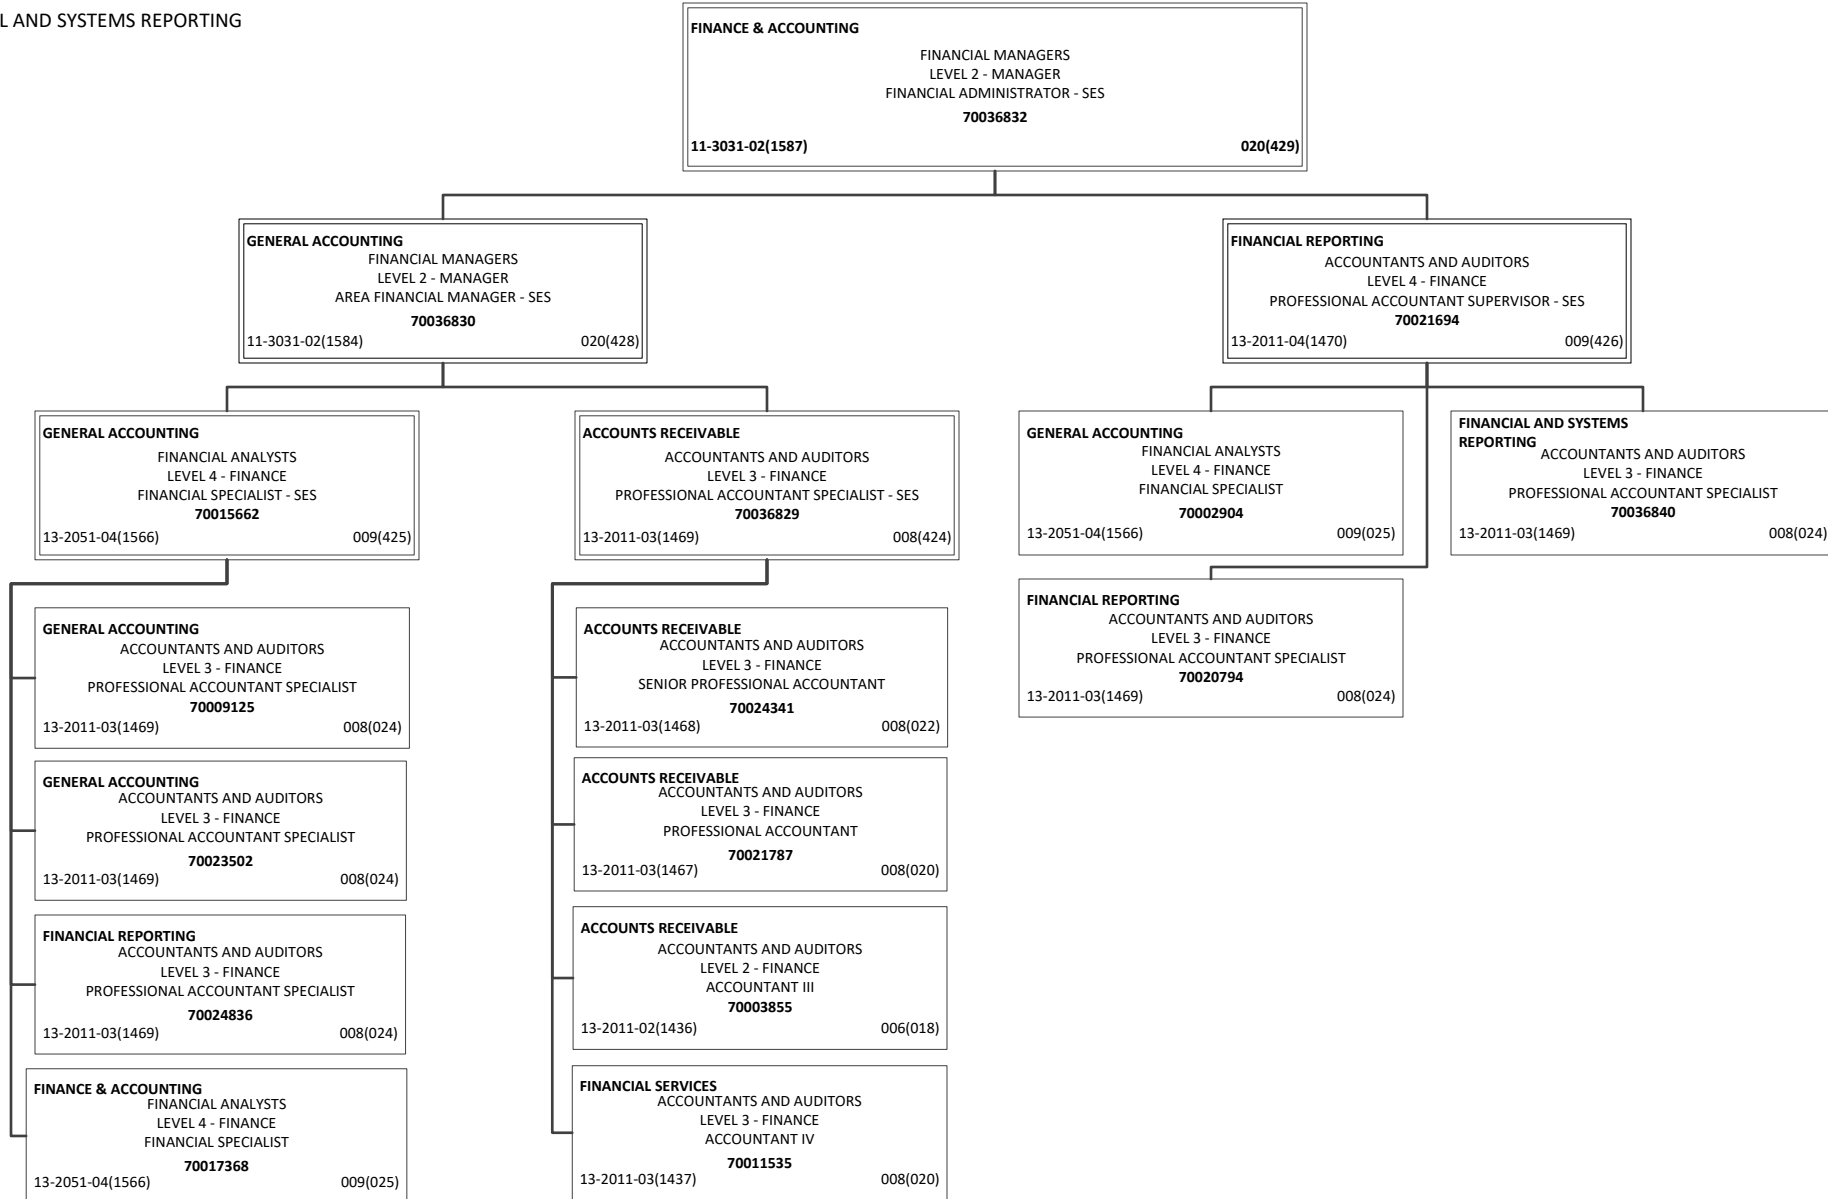 L AND SYSTEMS REPORTING
FINANCE & ACCOUNTING
FINANCIAL MANAGERS
LEVEL 2 - MANAGER
FINANCIAL ADMINISTRATOR - SES
70036832
11-3031-02(1587) 020(429)
GENERAL ACCOUNTING
FINANCIAL MANAGERS
LEVEL 2 - MANAGER
AREA FINANCIAL MANAGER - SES
70036830
11-3031-02(1584) 020(428)
FINANCIAL REPORTING
ACCOUNTANTS AND AUDITORS
LEVEL 4 - FINANCE
PROFESSIONAL ACCOUNTANT SUPERVISOR - SES
70021694
13-2011-04(1470) 009(426)
GENERAL ACCOUNTING
FINANCIAL ANALYSTS
LEVEL 4 - FINANCE
FINANCIAL SPECIALIST - SES
70015662
13-2051-04(1566) 009(425)
ACCOUNTS RECEIVABLE
ACCOUNTANTS AND AUDITORS
LEVEL 3 - FINANCE
PROFESSIONAL ACCOUNTANT SPECIALIST - SES
70036829
13-2011-03(1469) 008(424)
GENERAL ACCOUNTING
FINANCIAL ANALYSTS
LEVEL 4 - FINANCE
FINANCIAL SPECIALIST
70002904
13-2051-04(1566) 009(025)
FINANCIAL AND SYSTEMS
REPORTING
ACCOUNTANTS AND AUDITORS
LEVEL 3 - FINANCE
PROFESSIONAL ACCOUNTANT SPECIALIST
70036840
13-2011-03(1469) 008(024)
GENERAL ACCOUNTING
ACCOUNTANTS AND AUDITORS
LEVEL 3 - FINANCE
PROFESSIONAL ACCOUNTANT SPECIALIST
70009125
13-2011-03(1469) 008(024)
ACCOUNTS RECEIVABLE
ACCOUNTANTS AND AUDITORS
LEVEL 3 - FINANCE
SENIOR PROFESSIONAL ACCOUNTANT
70024341
13-2011-03(1468) 008(022)
FINANCIAL REPORTING
ACCOUNTANTS AND AUDITORS
LEVEL 3 - FINANCE
PROFESSIONAL ACCOUNTANT SPECIALIST
70020794
13-2011-03(1469) 008(024)
GENERAL ACCOUNTING
ACCOUNTANTS AND AUDITORS
LEVEL 3 - FINANCE
PROFESSIONAL ACCOUNTANT SPECIALIST
70023502
13-2011-03(1469) 008(024)
ACCOUNTS RECEIVABLE
ACCOUNTANTS AND AUDITORS
LEVEL 3 - FINANCE
PROFESSIONAL ACCOUNTANT
70021787
13-2011-03(1467) 008(020)
FINANCIAL REPORTING
ACCOUNTANTS AND AUDITORS
LEVEL 3 - FINANCE
PROFESSIONAL ACCOUNTANT SPECIALIST
70024836
13-2011-03(1469) 008(024)
ACCOUNTS RECEIVABLE
ACCOUNTANTS AND AUDITORS
LEVEL 2 - FINANCE
ACCOUNTANT III
70003855
13-2011-02(1436) 006(018)
FINANCE & ACCOUNTING
FINANCIAL ANALYSTS
LEVEL 4 - FINANCE
FINANCIAL SPECIALIST
70017368
13-2051-04(1566) 009(025)
FINANCIAL SERVICES
ACCOUNTANTS AND AUDITORS
LEVEL 3 - FINANCE
ACCOUNTANT IV
70011535
13-2011-03(1437) 008(020)